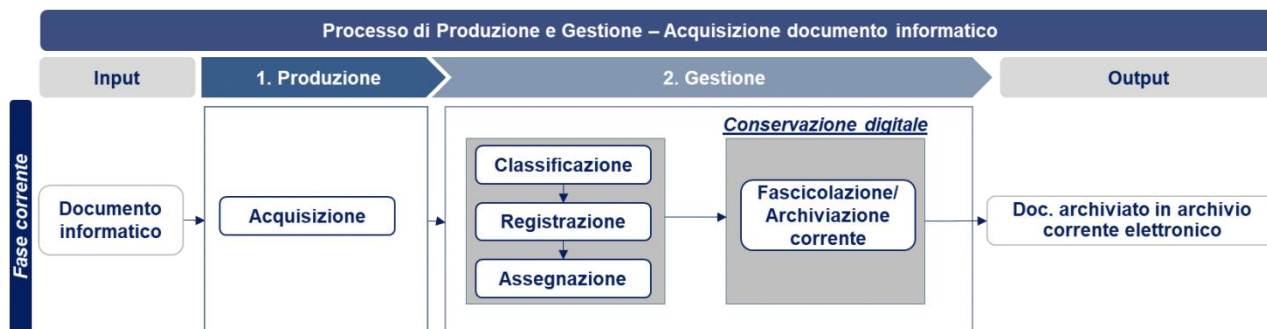 Processo di Produzione e Gestione – Acquisizione documento informatico
Input
1. Produzione
2. Gestione
Output
Fase corrente
Documento
informatico
Acquisizione
Classificazione
Registrazione
Assegnazione
Conservazione digitale
Fascicolazione/
Archiviazione
corrente
Doc. archiviato in archivio
corrente elettronico